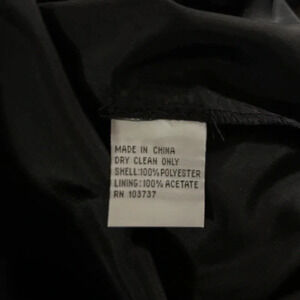 MADE IN CHINA
DRY CLEAN ONLY
SHELL:100% POLYESTER
LINING:100% ACETATE
RN 103737